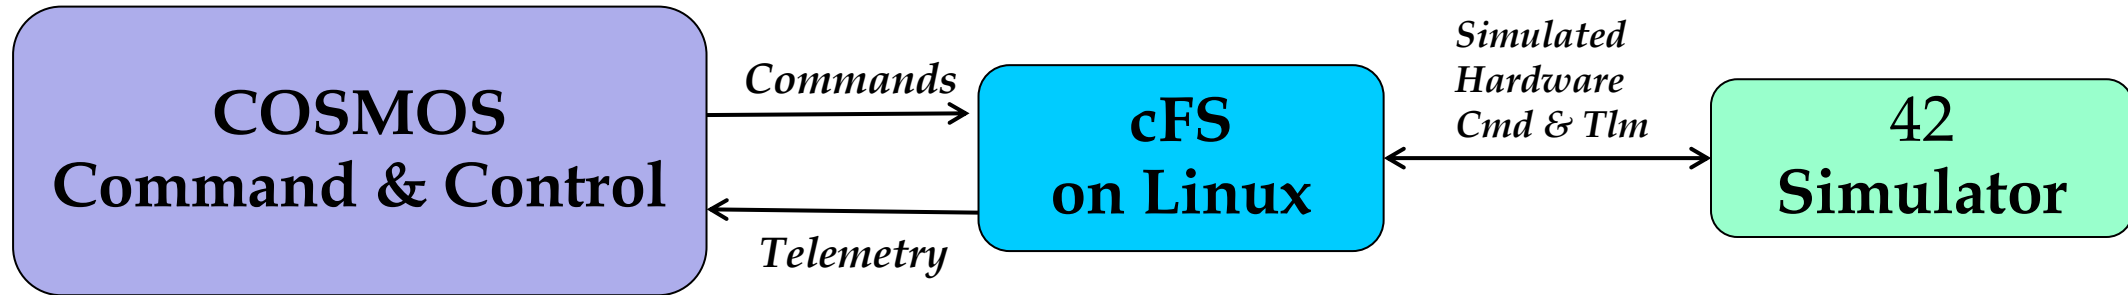 COSMOS
Command & Control
Commands
Telemetry
cFS
on Linux
Simulated
Hardware
Cmd & Tlm
42
Simulator